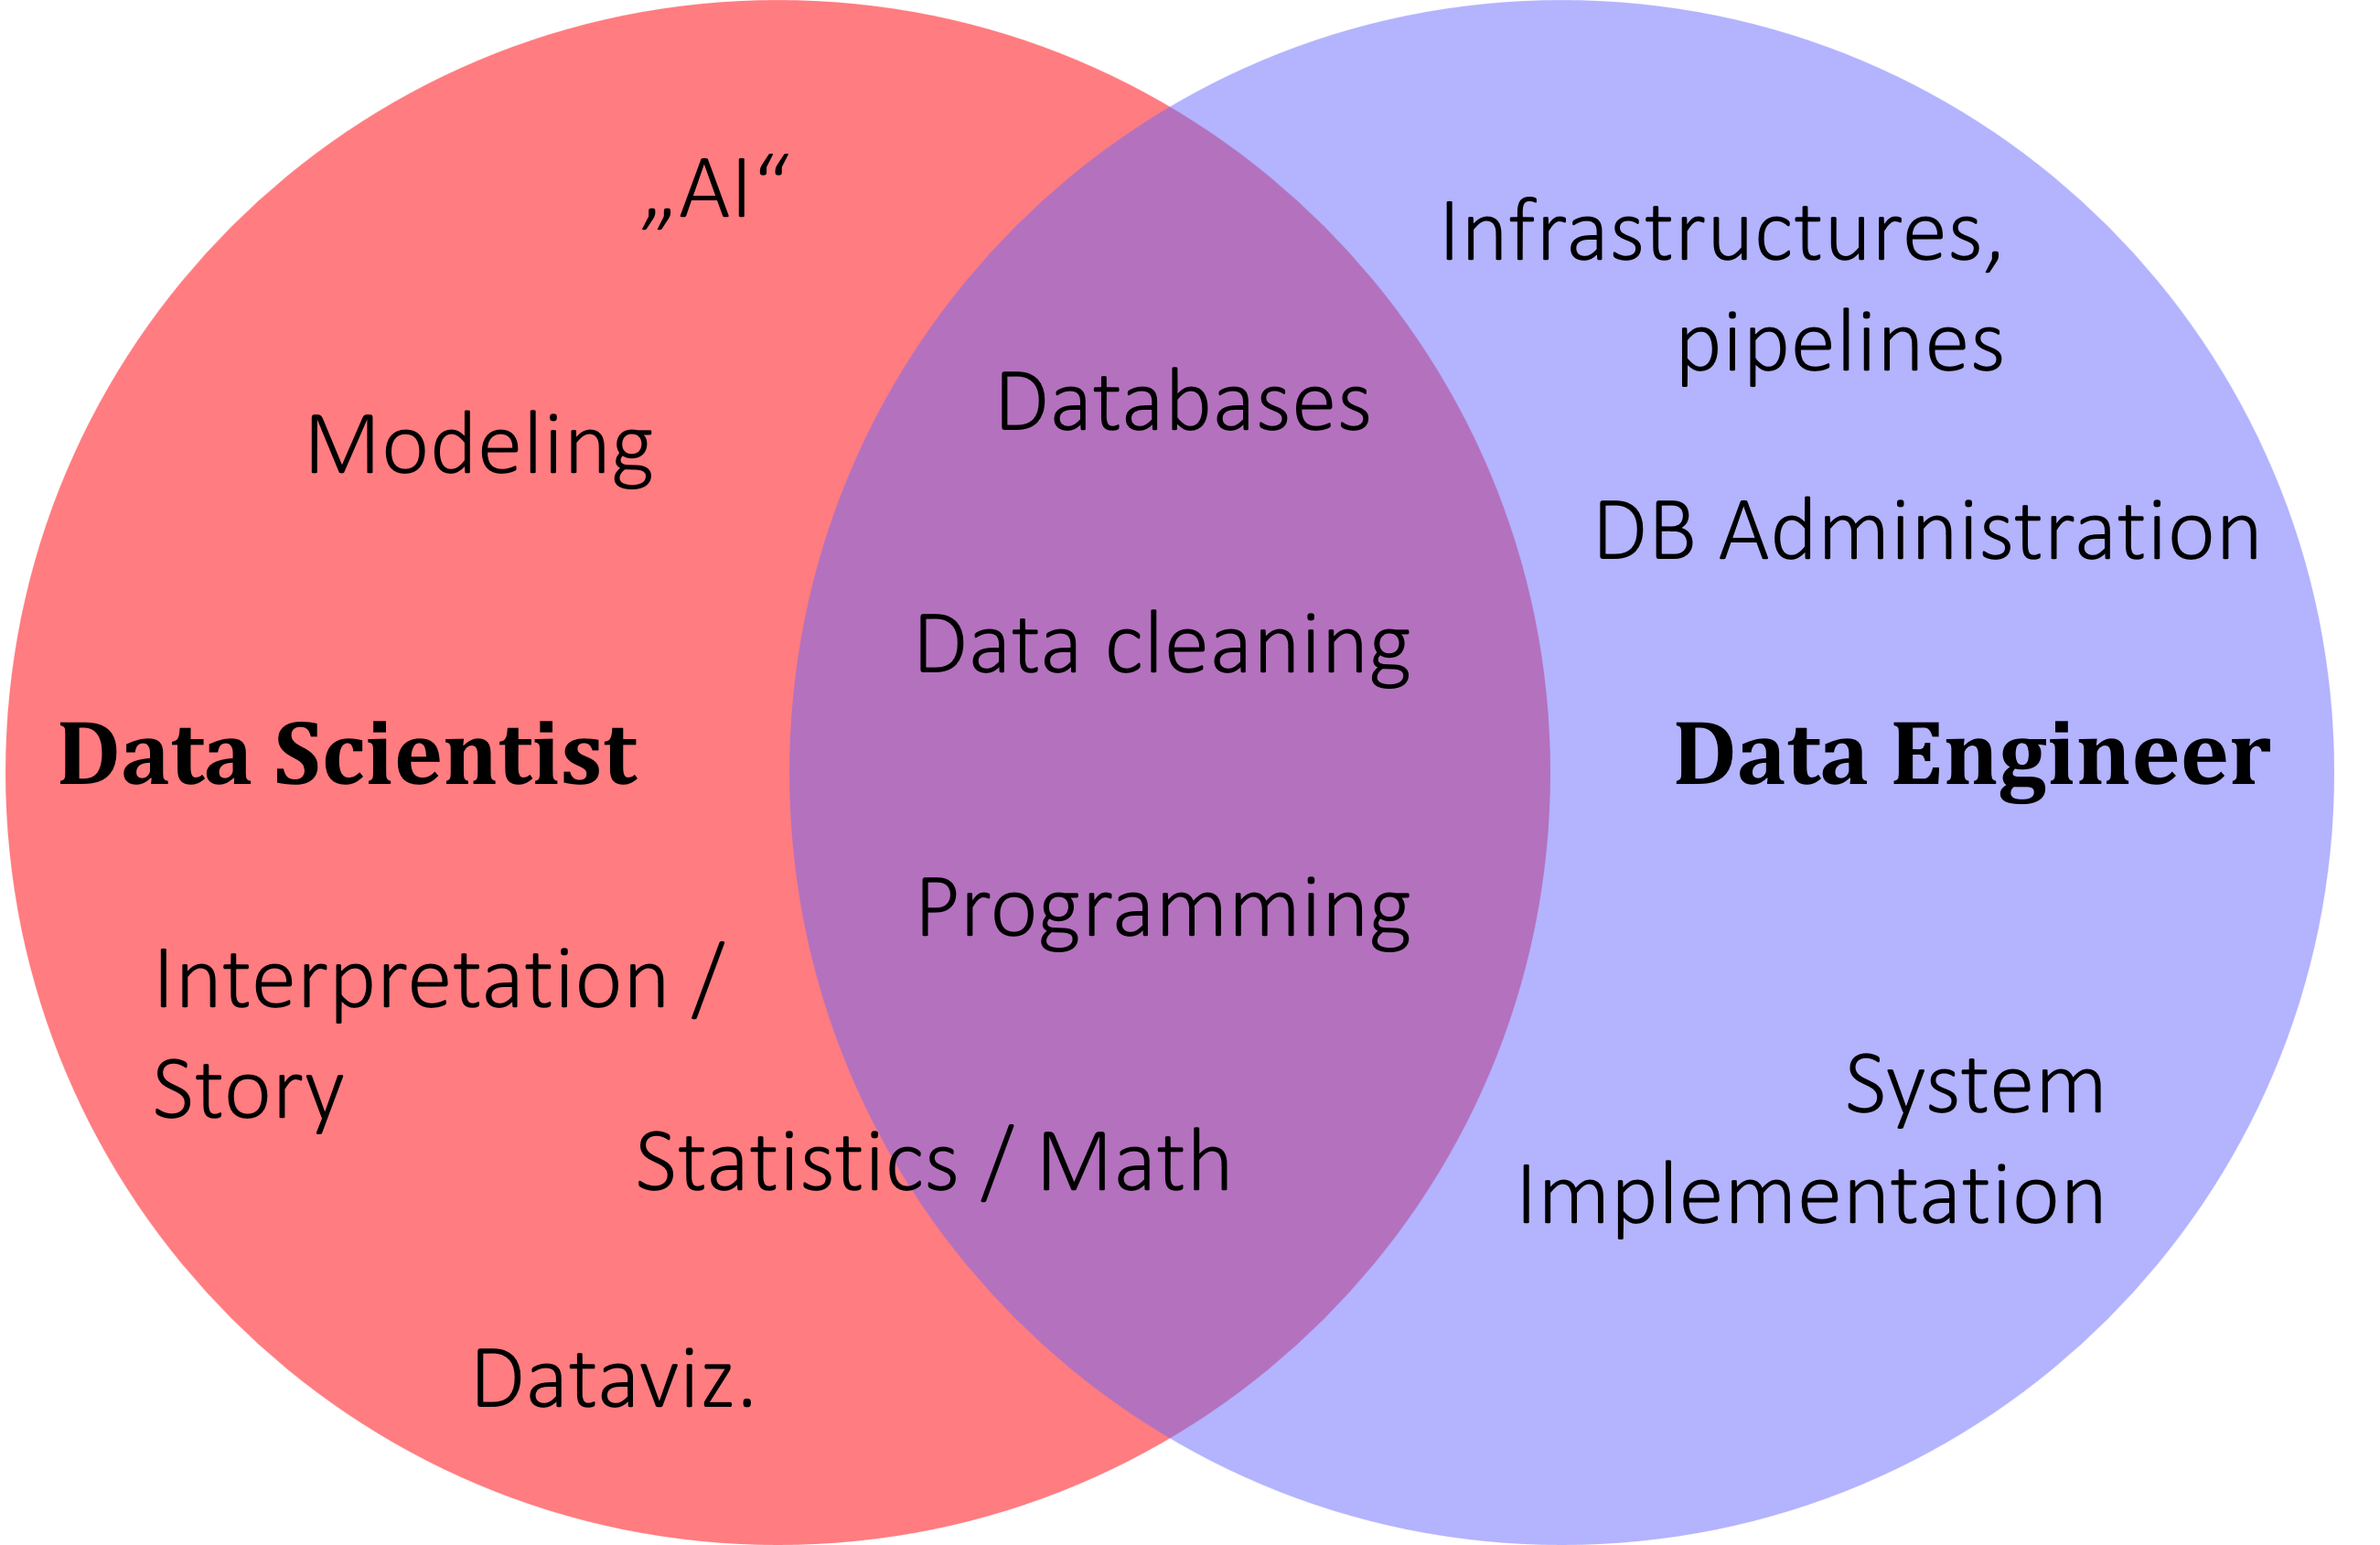 „AI“
Modeling
Data Scientist
Interpretation /
Story
Dataviz.
Databases
Data cleaning
Programming
Statistics / Math
Infrastructures,
pipelines
DB Administration
Data Engineer
System
Implementation